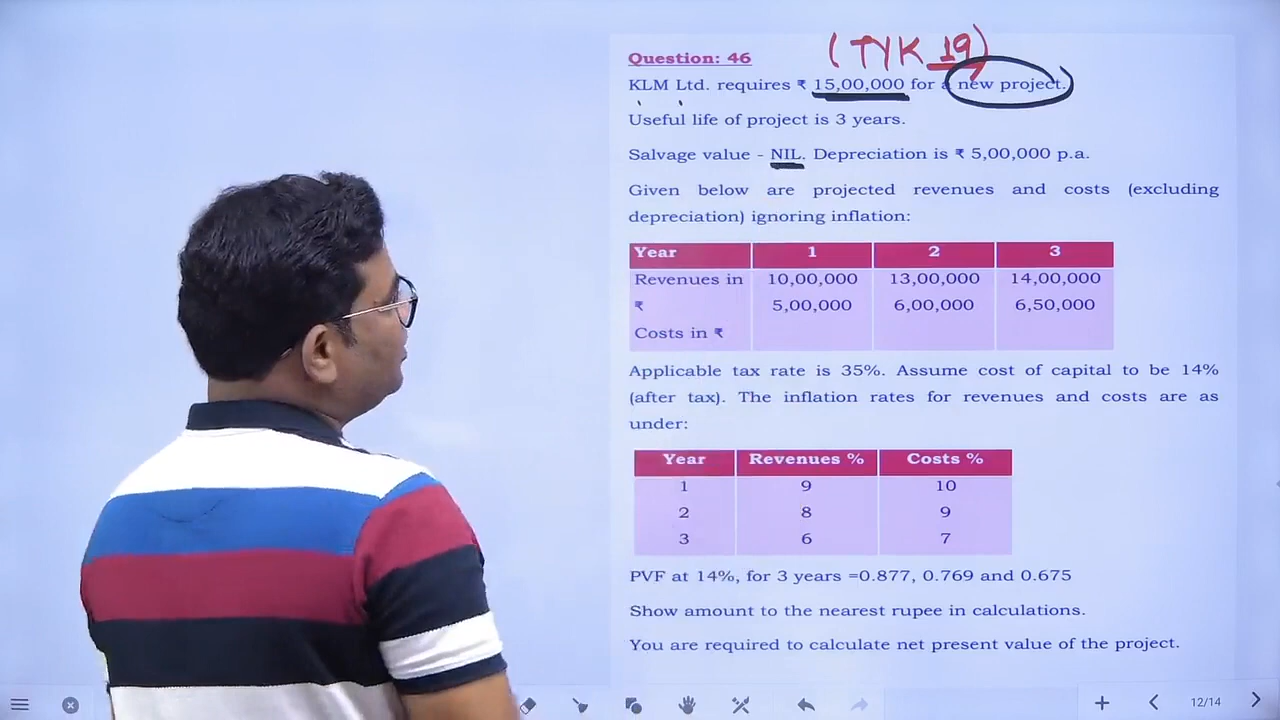 (TYK 19)
Question: 46
KLM Ltd. requires ₹ 15,00,000 for a new project.
Useful life of project is 3 years.
Salvage value - NIL. Depreciation is ₹ 5,00,000 p.a.
Given below are projected revenues and costs (excluding
depreciation) ignoring inflation:
Year 1 2 3
Revenues in 10,00,000 13,00,000 14,00,000
₹ 5,00,000 6,00,000 6,50,000
Costs in ₹
Applicable tax rate is 35%. Assume cost of capital to be 14%
(after tax). The inflation rates for revenues and costs are as
under:
Year Revenues % Costs %
1 9 10
2 8 9
3 6 7
PVF at 14%, for 3 years =0.877, 0.769 and 0.675
Show amount to the nearest rupee in calculations.
You are required to calculate net present value of the project.
12/14